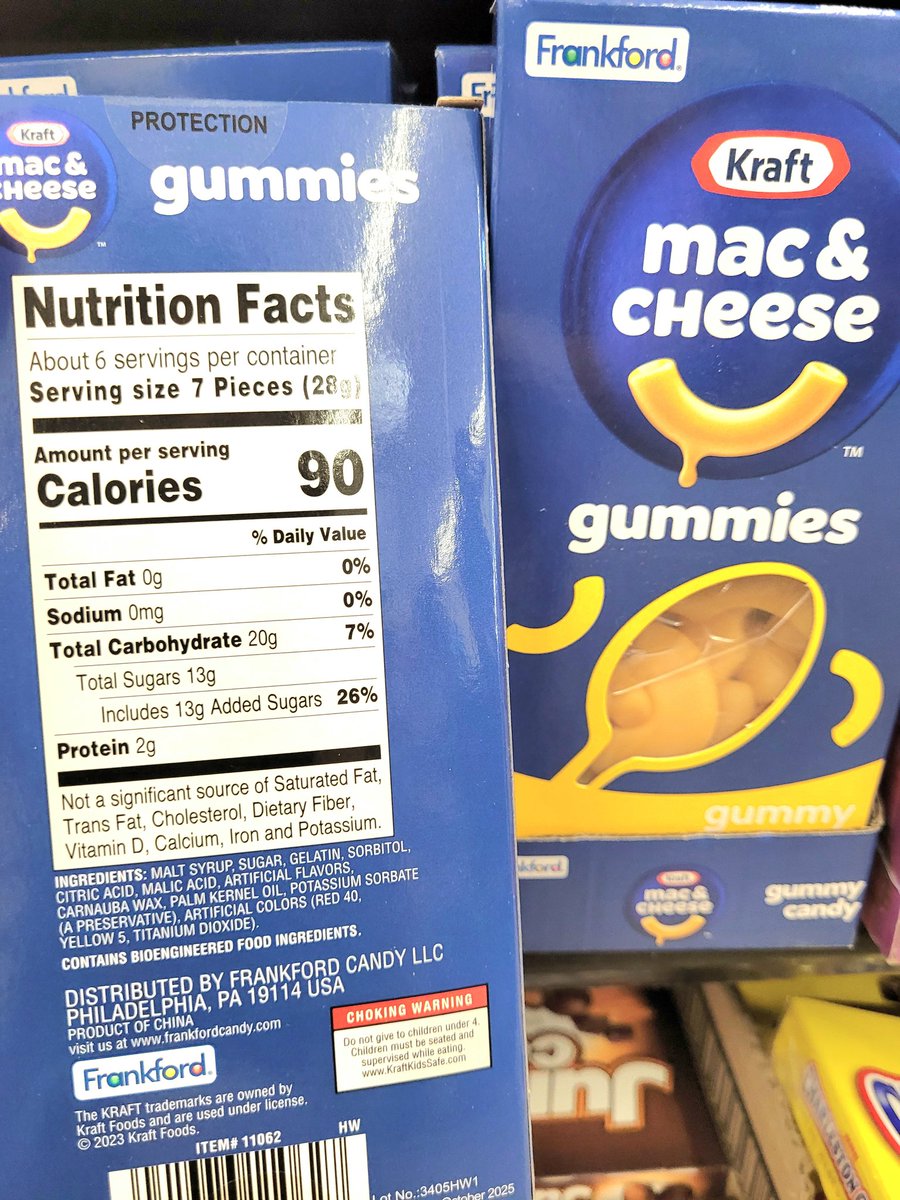 PROTECTION
Kraft
mac &
CHeese
TM
gummies
Nutrition Facts
About 6 servings per container
Serving size 7 Pieces (28g)
Amount per serving
Calories 90
% Daily Value
Total Fat 0g 0%
Sodium 0mg 0%
Total Carbohydrate 20g 7%
Total Sugars 13g
Includes 13g Added Sugars 26%
Protein 2g
Not a significant source of Saturated Fat,
Trans Fat, Cholesterol, Dietary Fiber,
Vitamin D, Calcium, Iron and Potassium.
INGREDIENTS: MALT SYRUP, SUGAR, GELATIN, SORBITOL,
CITRIC ACID, MALIC ACID, ARTIFICIAL FLAVORS,
CARNAUBA WAX, PALM KERNEL OIL, POTASSIUM SORBATE
(A PRESERVATIVE), ARTIFICIAL COLORS (RED 40,
YELLOW 5, TITANIUM DIOXIDE).
CONTAINS BIOENGINEERED FOOD INGREDIENTS.
DISTRIBUTED BY FRANKFORD CANDY LLC
PHILADELPHIA, PA 19114 USA
PRODUCT OF CHINA
visit us at www.frankfordcandy.com
Frankford®
CHOKING WARNING
Do not give to children under 4.
Children must be seated and
supervised while eating.
www.KraftKidsSafe.com
The KRAFT trademarks are owned by
Kraft Foods and are used under license.
© 2023 Kraft Foods.
ITEM# 11062
HW
Lot No.:3405HW1
October 2025
Frankford®
Kraft
mac &
CHeese
TM
gummies
gummy
Kraft
mac &
CHeese
gummy
candy